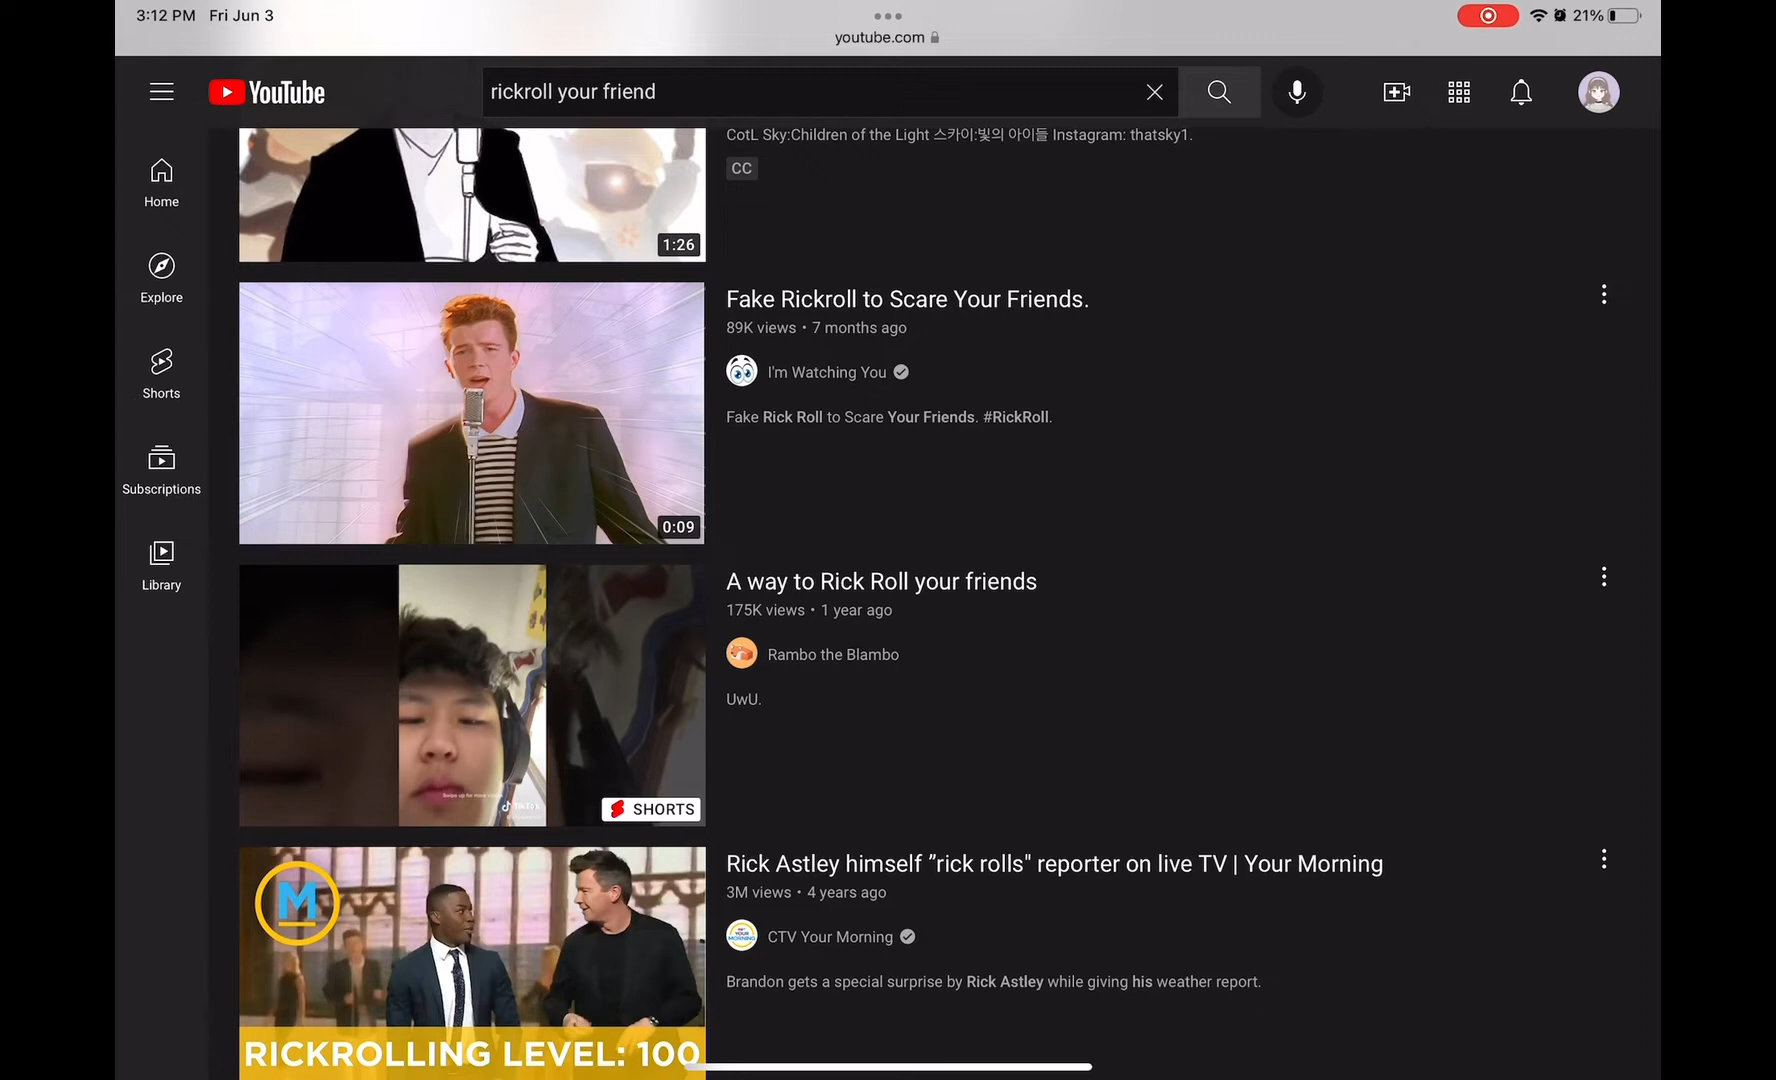 3:12 PM Fri Jun 3
21%
youtube.com
YouTube
rickroll your friend
CotL Sky:Children of the Light 스카이:빛의 아이들 Instagram: thatsky1.
CC
1:26
Home
Explore
Shorts
Subscriptions
Library
Fake Rickroll to Scare Your Friends.
89K views • 7 months ago
I'm Watching You
Fake Rick Roll to Scare Your Friends. #RickRoll.
0:09
A way to Rick Roll your friends
175K views • 1 year ago
Rambo the Blambo
UwU.
TikTok
SHORTS
Rick Astley himself ”rick rolls" reporter on live TV | Your Morning
3M views • 4 years ago
CTV Your Morning
Brandon gets a special surprise by Rick Astley while giving his weather report.
M
RICKROLLING LEVEL: 100